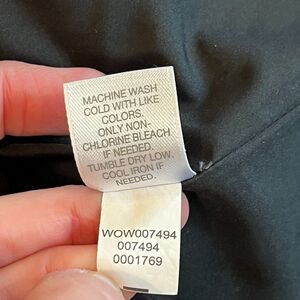 MACHINE WASH
COLD WITH LIKE
COLORS.
ONLY NON-
CHLORINE BLEACH
IF NEEDED.
TUMBLE DRY LOW.
COOL IRON IF
NEEDED.
WOW007494
007494
0001769